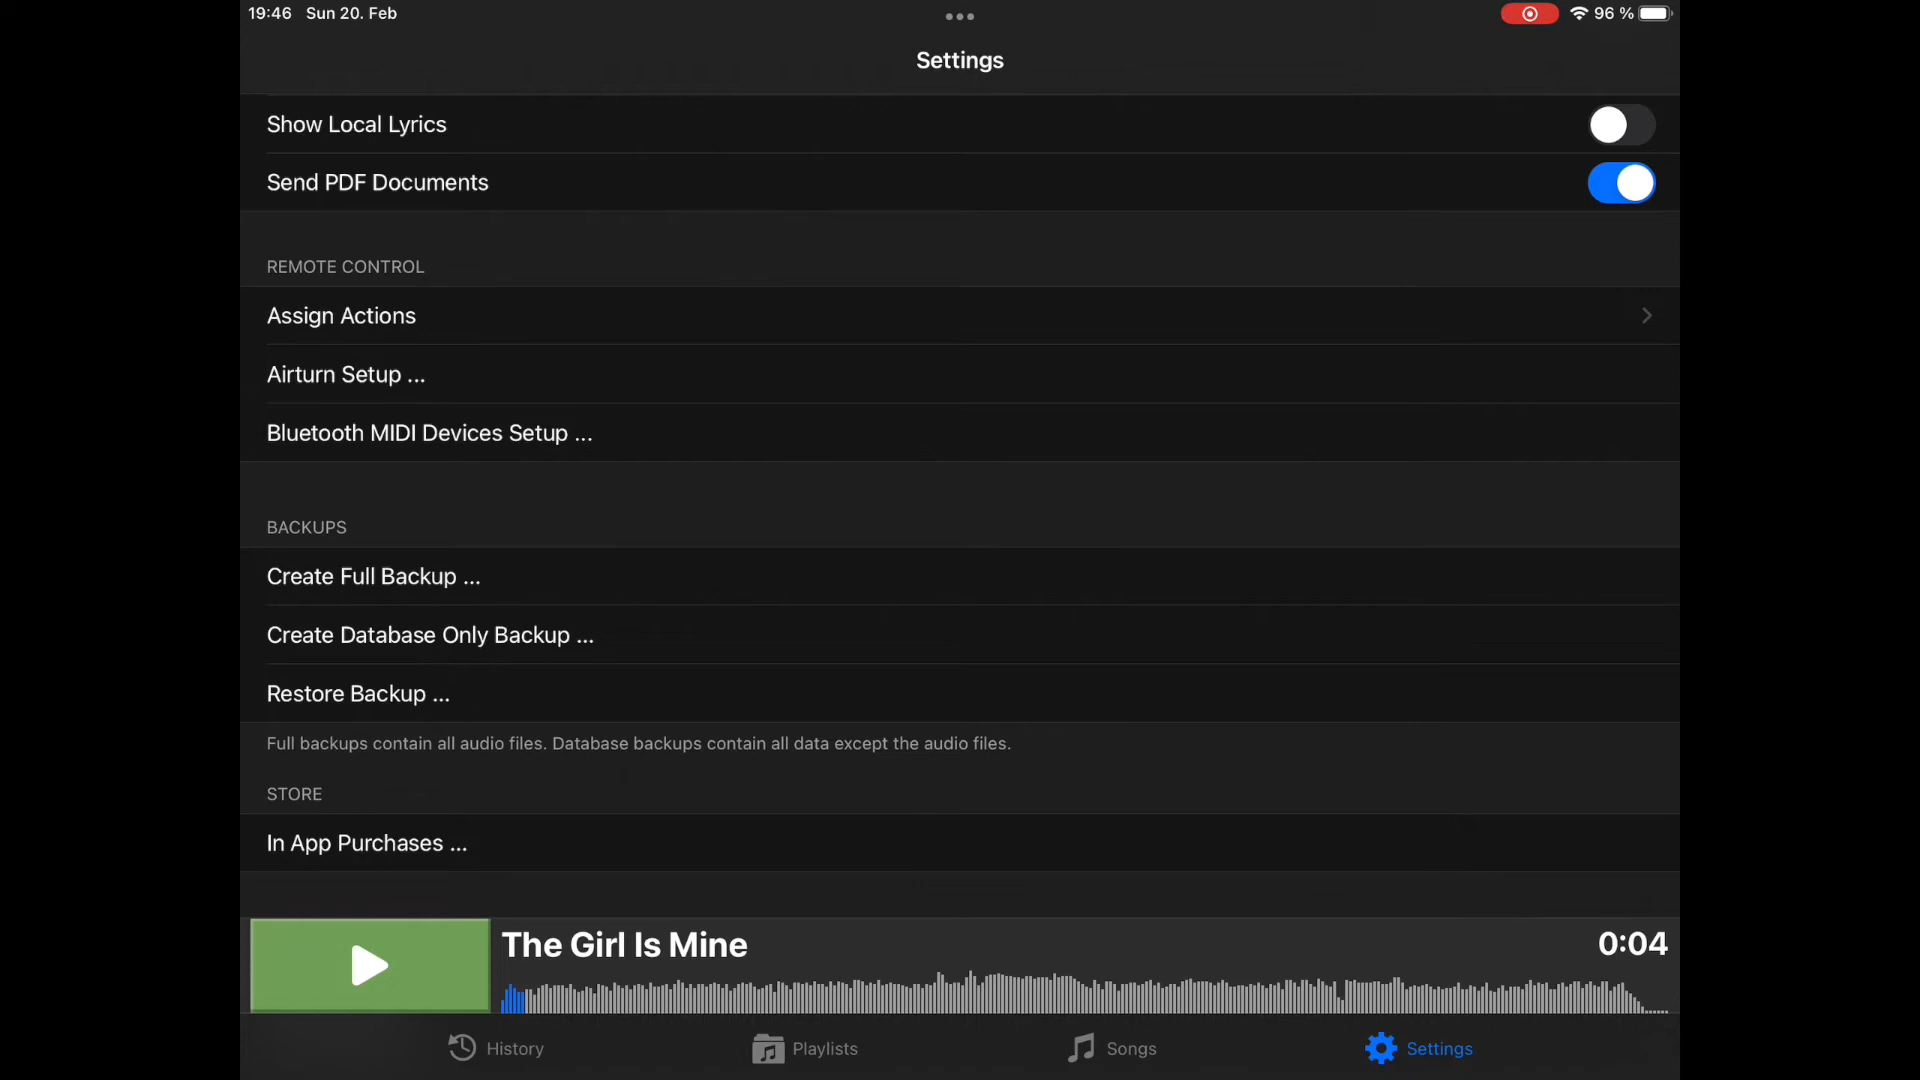 19:46 Sun 20. Feb
96 %
Settings
Show Local Lyrics
Send PDF Documents
REMOTE CONTROL
Assign Actions
Airturn Setup ...
Bluetooth MIDI Devices Setup ...
BACKUPS
Create Full Backup ...
Create Database Only Backup ...
Restore Backup ...
Full backups contain all audio files. Database backups contain all data except the audio files.
STORE
In App Purchases ...
The Girl Is Mine
0:04
History
Playlists
Songs
Settings